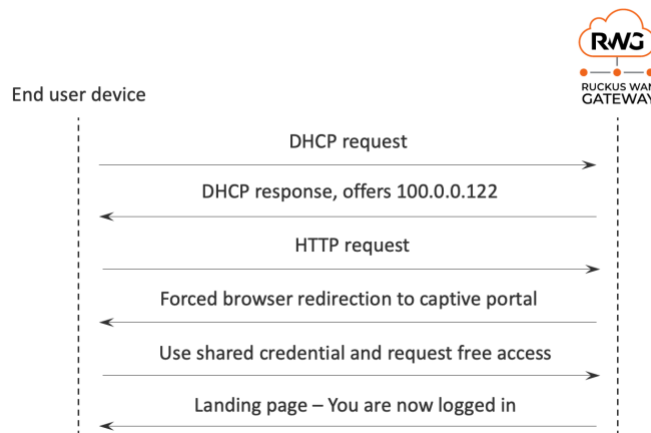 RWG
RUCKUS WAN
GATEWAY
End user device
DHCP request
DHCP response, offers 100.0.0.122
HTTP request
Forced browser redirection to captive portal
Use shared credential and request free access
Landing page – You are now logged in